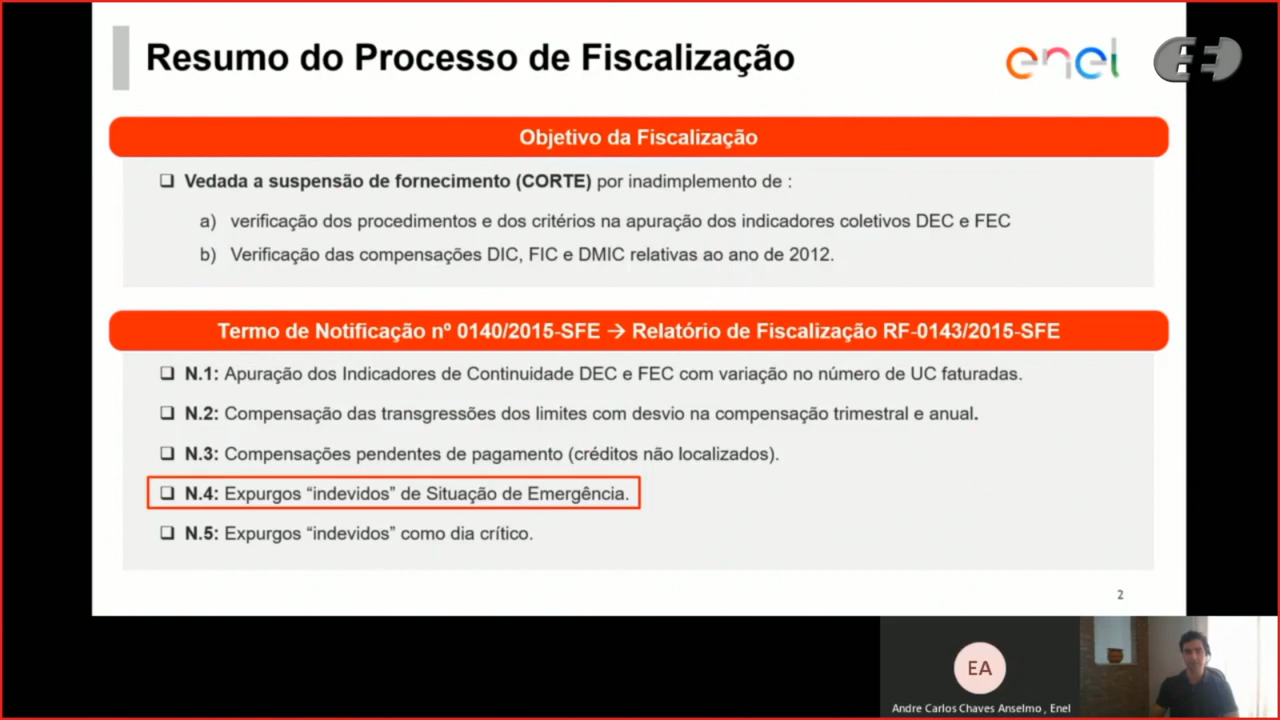 Resumo do Processo de Fiscalização
enel
Objetivo da Fiscalização
Vedada a suspensão de fornecimento (CORTE) por inadimplemento de :
a) verificação dos procedimentos e dos critérios na apuração dos indicadores coletivos DEC e FEC
b) Verificação das compensações DIC, FIC e DMIC relativas ao ano de 2012.
Termo de Notificação nº 0140/2015-SFE → Relatório de Fiscalização RF-0143/2015-SFE
N.1: Apuração dos Indicadores de Continuidade DEC e FEC com variação no número de UC faturadas.
N.2: Compensação das transgressões dos limites com desvio na compensação trimestral e anual.
N.3: Compensações pendentes de pagamento (créditos não localizados).
N.4: Expurgos “indevidos” de Situação de Emergência.
N.5: Expurgos “indevidos” como dia crítico.
2
EA
Andre Carlos Chaves Anselmo , Enel